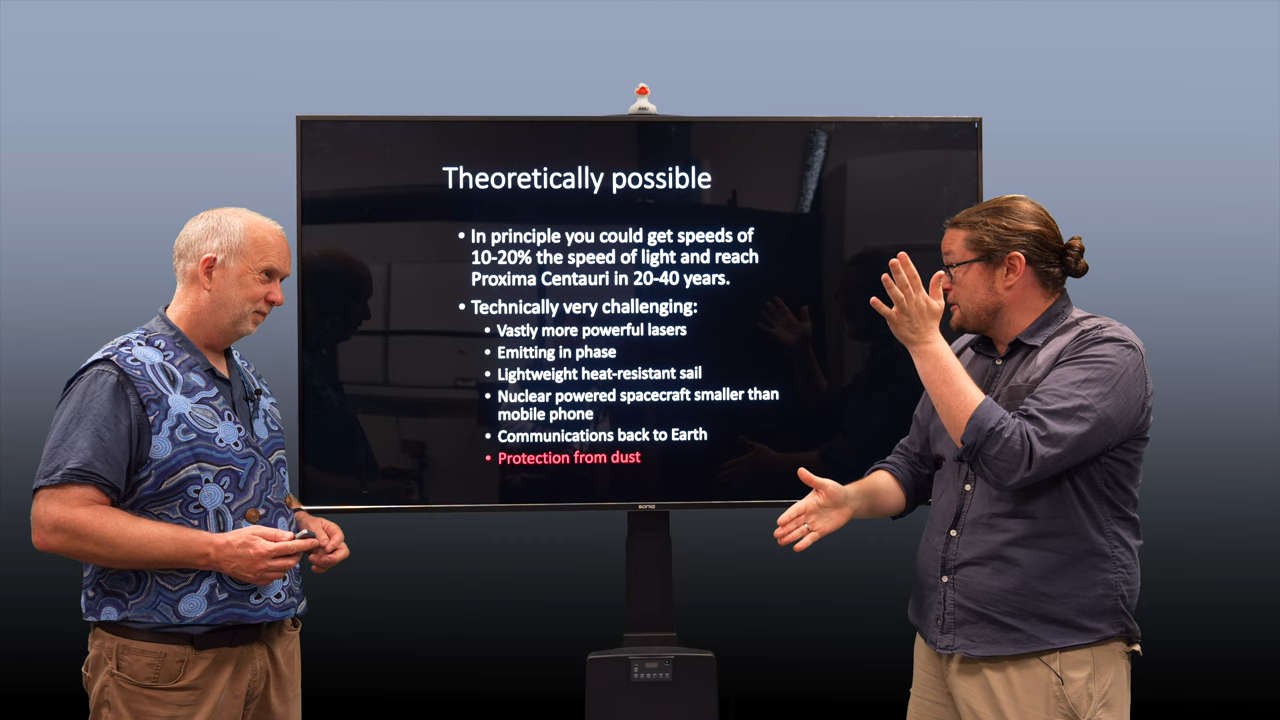 Theoretically possible
• In principle you could get speeds of
10-20% the speed of light and reach
Proxima Centauri in 20-40 years.
• Technically very challenging:
• Vastly more powerful lasers
• Emitting in phase
• Lightweight heat-resistant sail
• Nuclear powered spacecraft smaller than
mobile phone
• Communications back to Earth
• Protection from dust
soniq